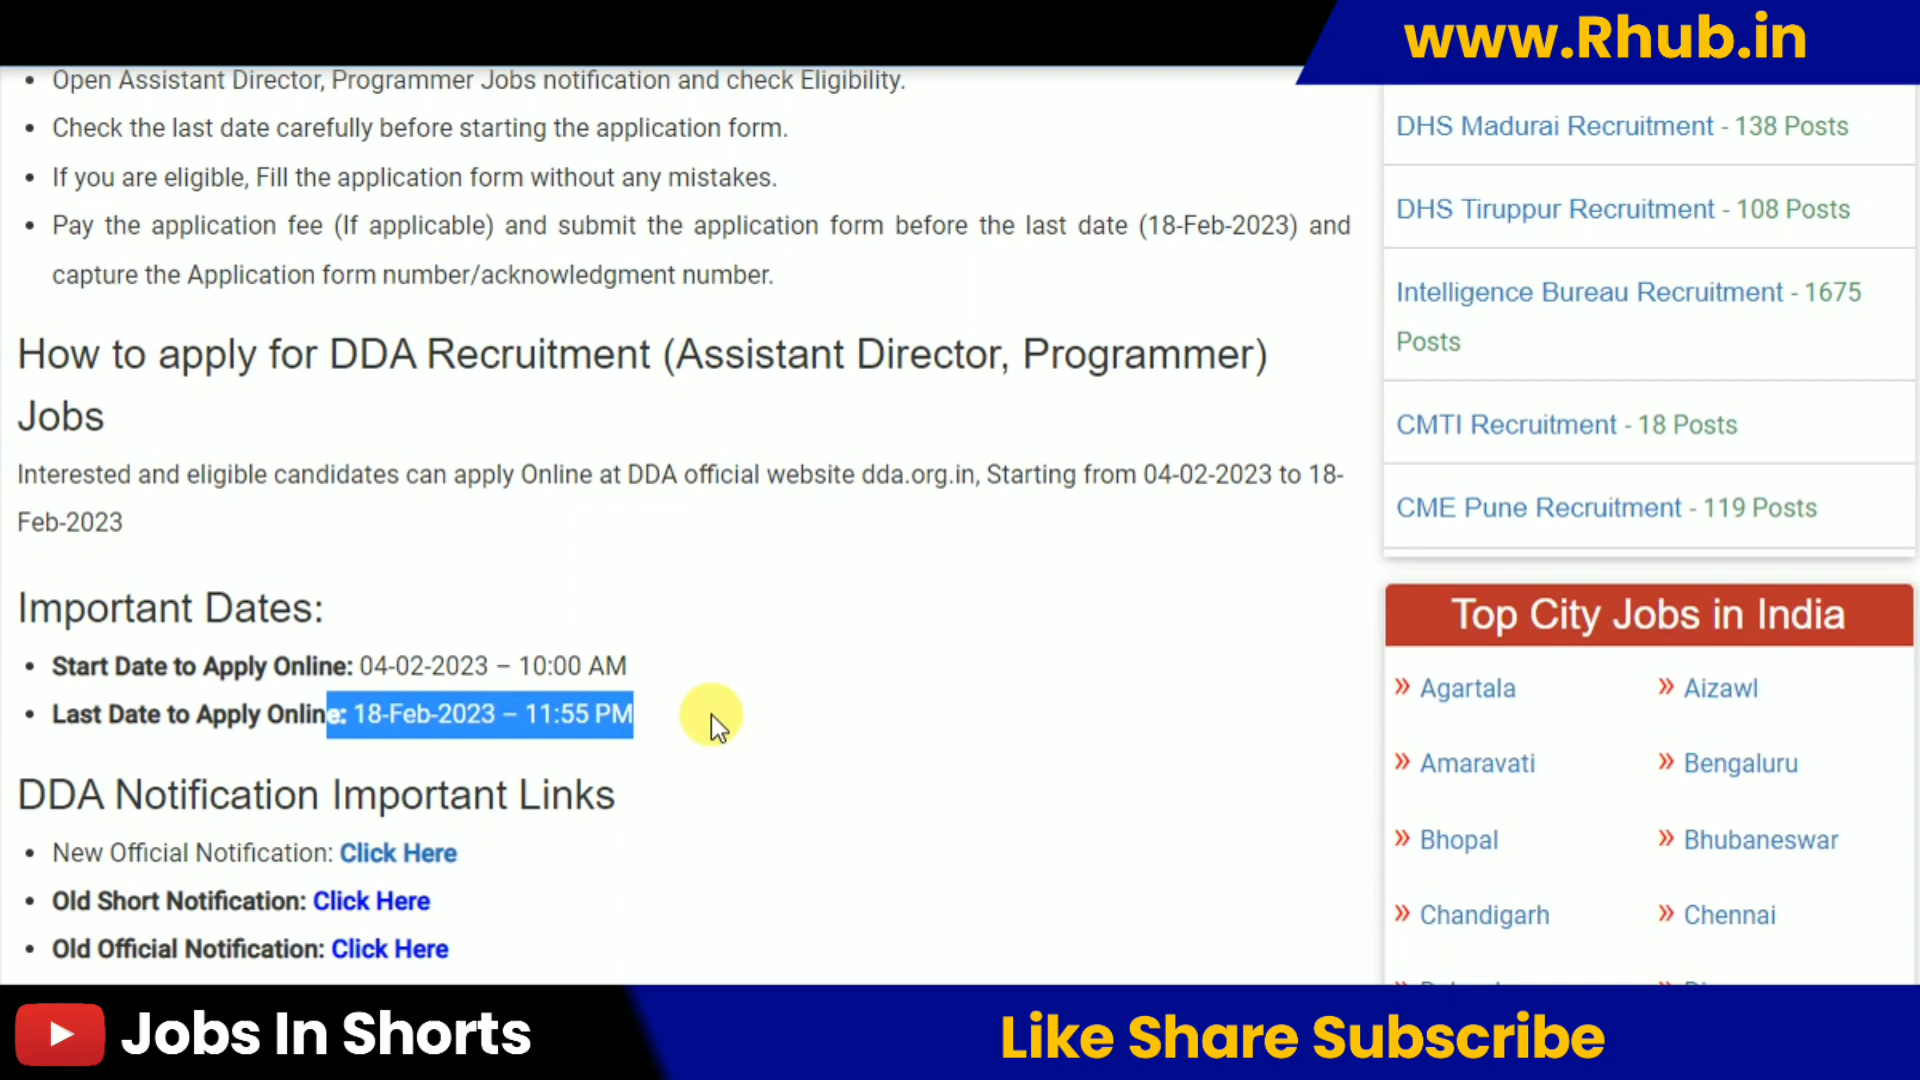 www.Rhub.in
• Open Assistant Director, Programmer Jobs notification and check Eligibility.
• Check the last date carefully before starting the application form.
• If you are eligible, Fill the application form without any mistakes.
• Pay the application fee (If applicable) and submit the application form before the last date (18-Feb-2023) and
capture the Application form number/acknowledgment number.
How to apply for DDA Recruitment (Assistant Director, Programmer)
Jobs
Interested and eligible candidates can apply Online at DDA official website dda.org.in, Starting from 04-02-2023 to 18-
Feb-2023
Important Dates:
• Start Date to Apply Online: 04-02-2023 – 10:00 AM
• Last Date to Apply Online: 18-Feb-2023 – 11:55 PM
DDA Notification Important Links
• New Official Notification: Click Here
• Old Short Notification: Click Here
• Old Official Notification: Click Here
DHS Madurai Recruitment - 138 Posts
DHS Tiruppur Recruitment - 108 Posts
Intelligence Bureau Recruitment - 1675
Posts
CMTI Recruitment - 18 Posts
CME Pune Recruitment - 119 Posts
Top City Jobs in India
» Agartala
» Aizawl
» Amaravati
» Bengaluru
» Bhopal
» Bhubaneswar
» Chandigarh
» Chennai
Jobs In Shorts
Like Share Subscribe